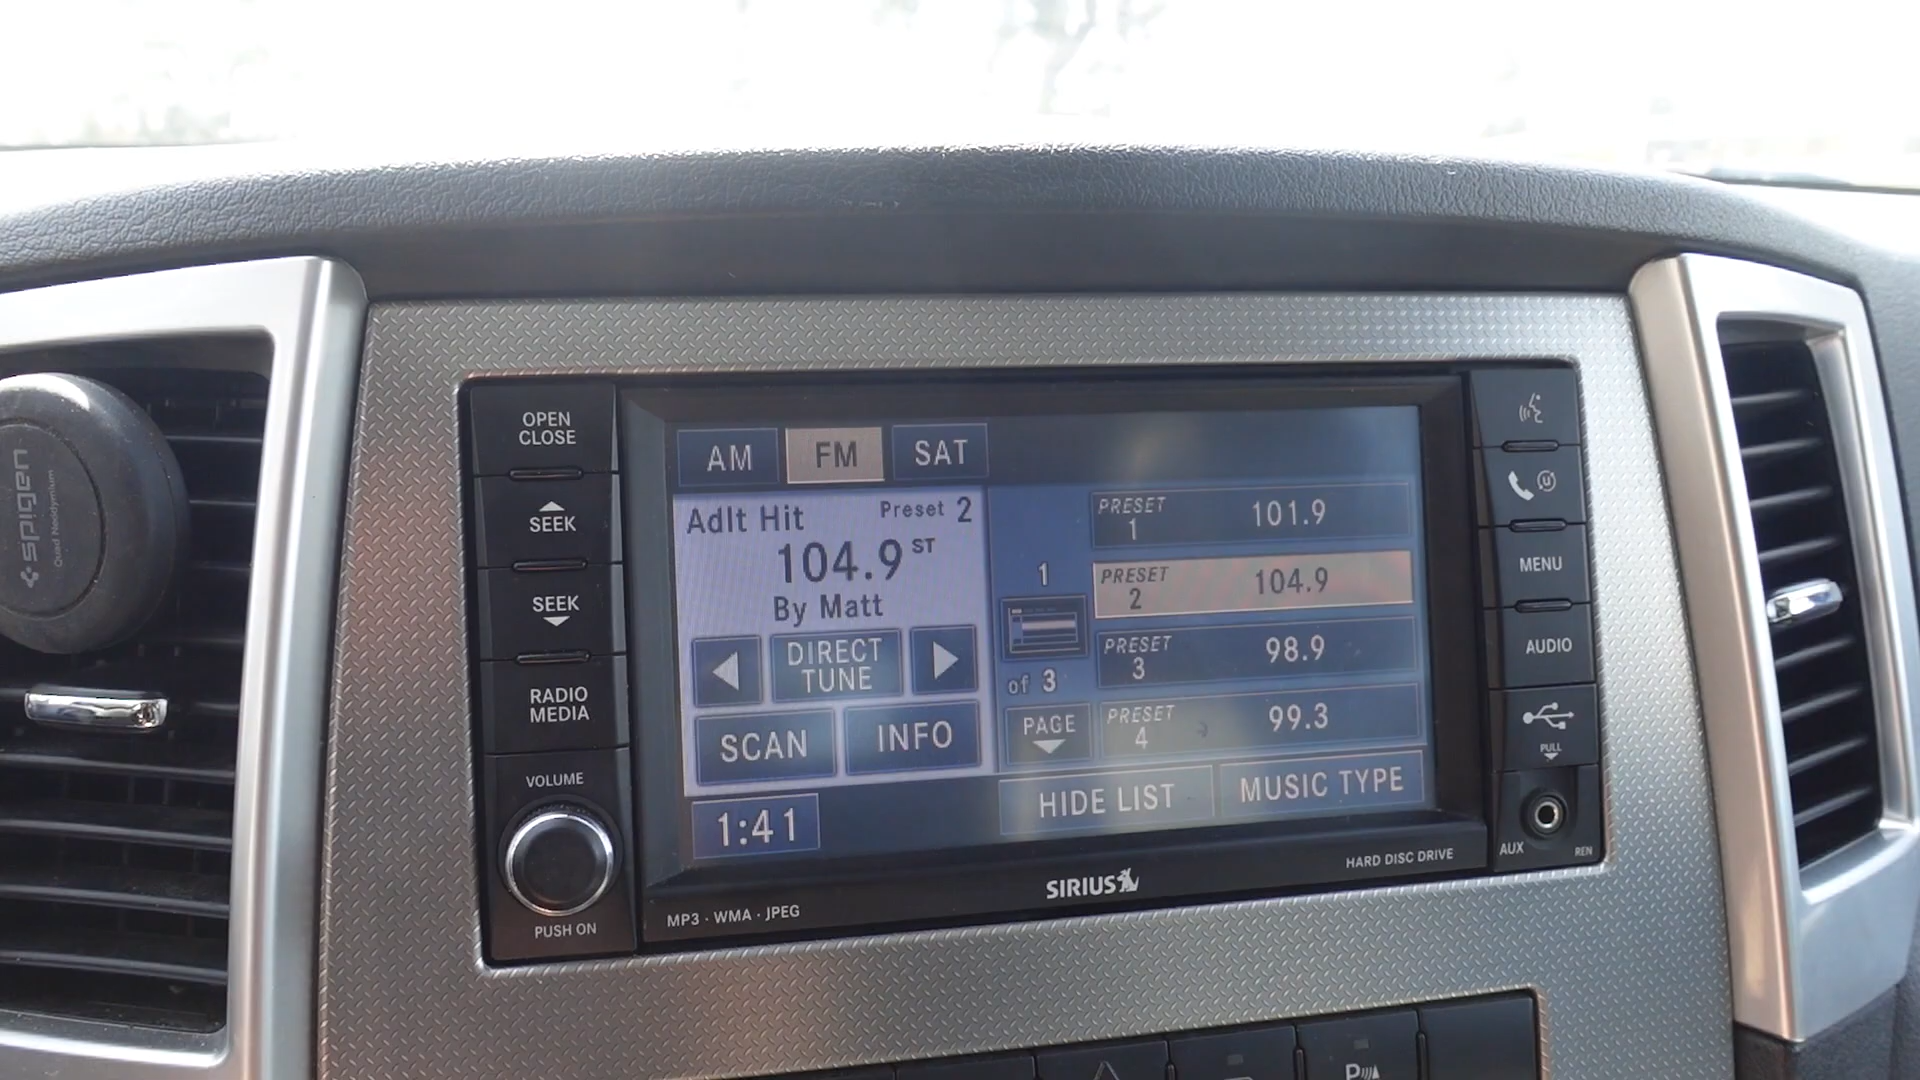 spigen
Quad Neodymium
OPEN
CLOSE
SEEK
SEEK
RADIO
MEDIA
VOLUME
PUSH ON
AM
FM
SAT
Adlt Hit
Preset 2
104.9 ST
By Matt
DIRECT
TUNE
SCAN
INFO
1:41
1
of 3
PAGE
PRESET
1
101.9
PRESET
2
104.9
PRESET
3
98.9
PRESET
4
99.3
HIDE LIST
MUSIC TYPE
MP3 · WMA · JPEG
SIRIUS
HARD DISC DRIVE
MENU
AUDIO
PULL
AUX
REN
P